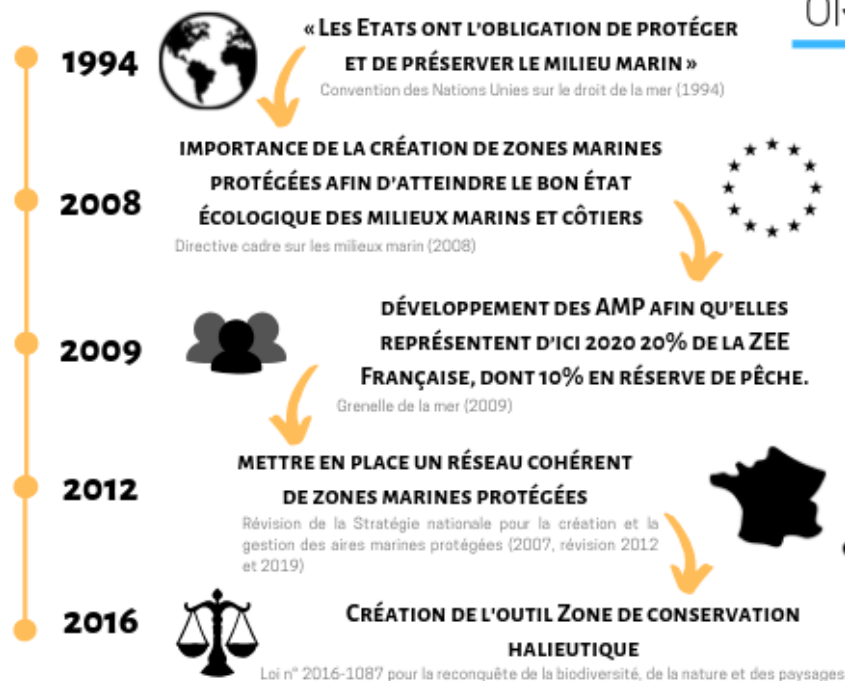 1994
« Les Etats ont l'obligation de protéger
et de préserver le milieu marin »
Convention des Nations Unies sur le droit de la mer (1994)
2008
importance de la création de zones marines
protégées afin d'atteindre le bon état
écologique des milieux marins et côtiers
Directive cadre sur les milieux marin (2008)
2009
développement des AMP afin qu'elles
représentent d'ici 2020 20% de la ZEE
Française, dont 10% en réserve de pêche.
Grenelle de la mer (2009)
2012
mettre en place un réseau cohérent
de zones marines protégées
Révision de la Stratégie nationale pour la création et la
gestion des aires marines protégées (2007, révision 2012
et 2019)
2016
Création de l'outil Zone de conservation
halieutique
Loi n° 2016-1087 pour la reconquête de la biodiversité, de la nature et des paysages